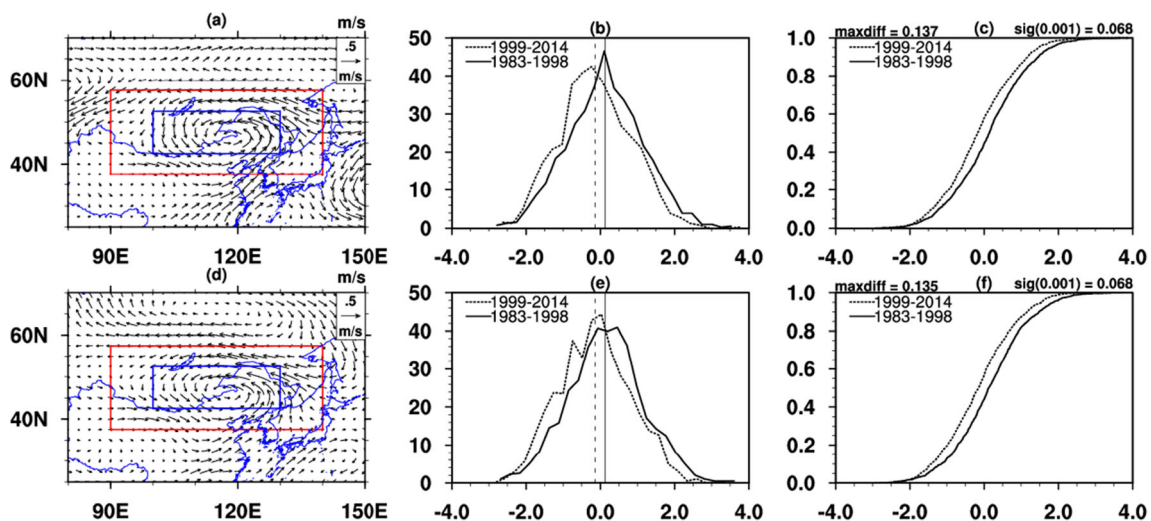 (a)
m/s
.5
m/s
60N
40N
90E
120E
150E
(b)
1999-2014
1983-1998
50
40
30
20
10
0
-4.0
-2.0
0.0
2.0
4.0
maxdiff = 0.137
(c)
sig(0.001) = 0.068
1999-2014
1983-1998
1.0
0.8
0.6
0.4
0.2
0.0
-4.0
-2.0
0.0
2.0
4.0
(d)
m/s
.5
m/s
60N
40N
90E
120E
150E
(e)
1999-2014
1983-1998
50
40
30
20
10
0
-4.0
-2.0
0.0
2.0
4.0
maxdiff = 0.135
(f)
sig(0.001) = 0.068
1999-2014
1983-1998
1.0
0.8
0.6
0.4
0.2
0.0
-4.0
-2.0
0.0
2.0
4.0